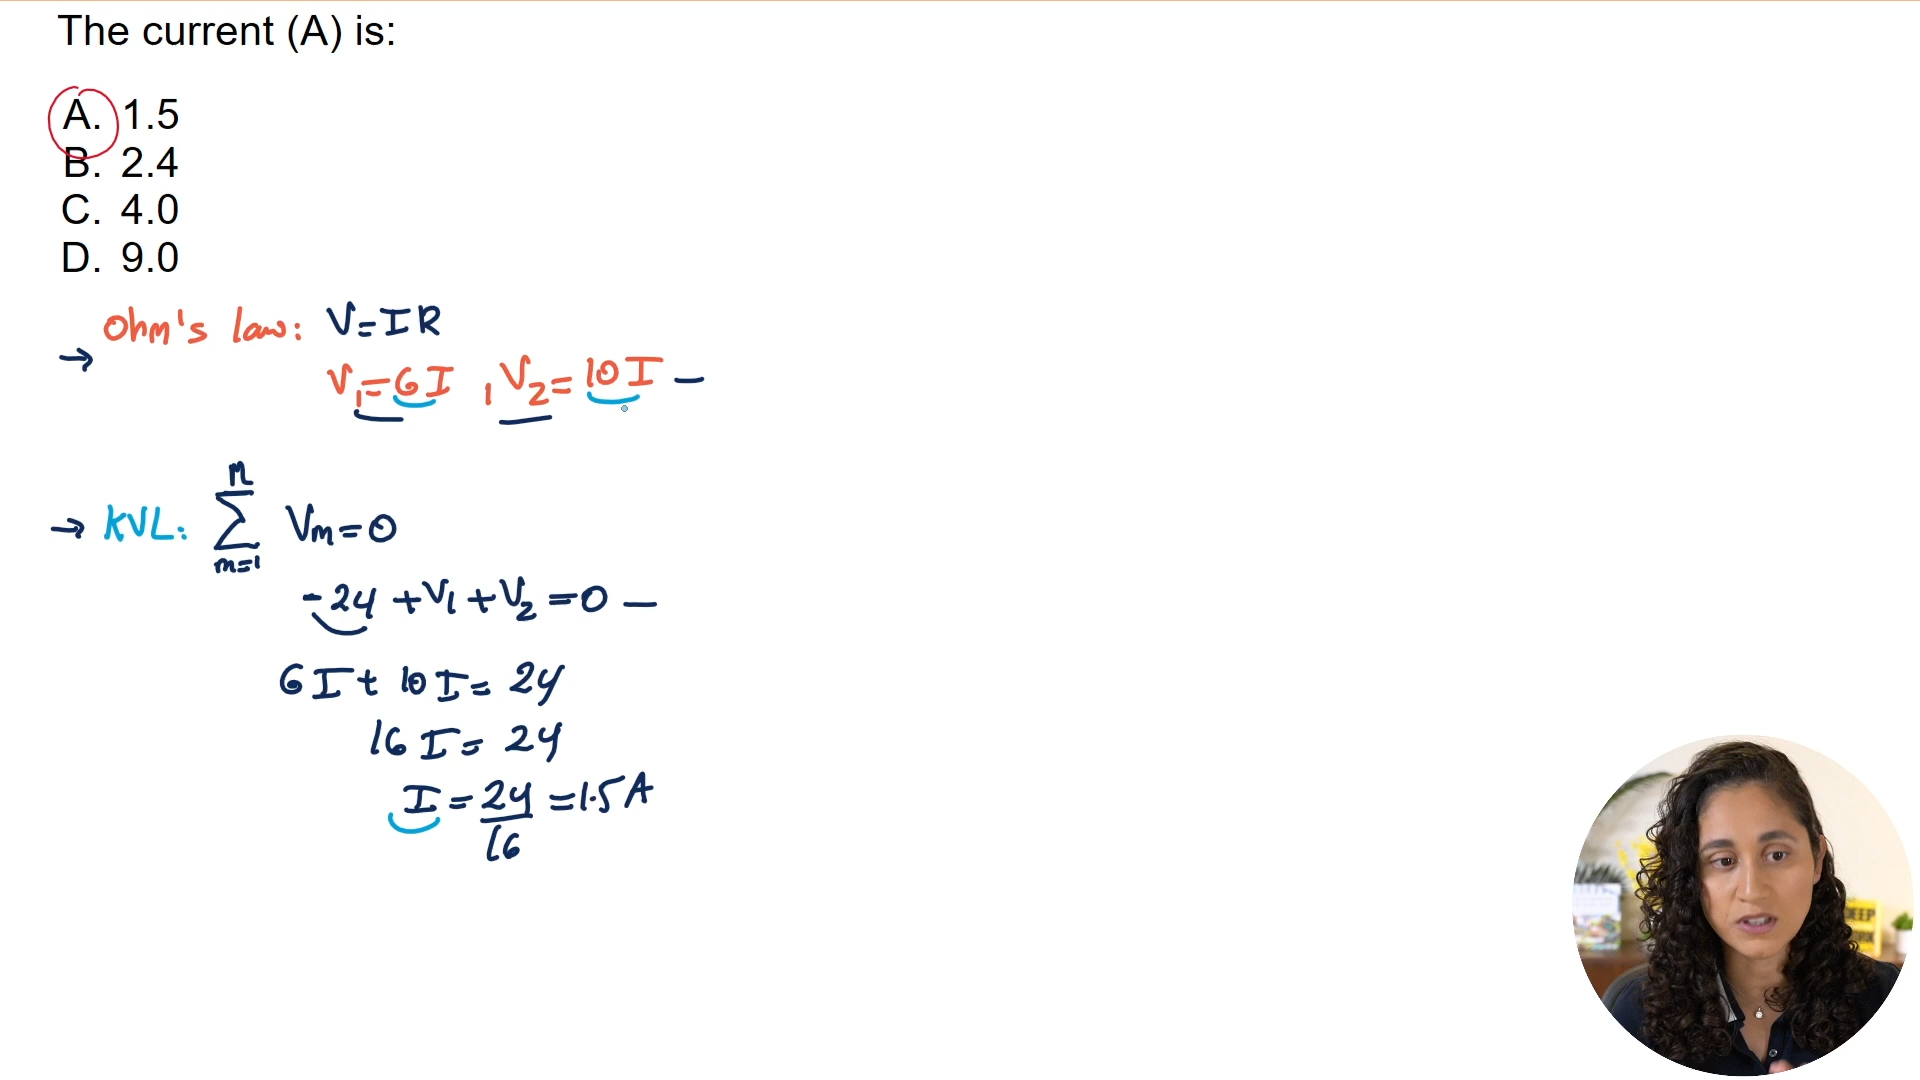 The current (A) is:
A. 1.5
B. 2.4
C. 4.0
D. 9.0
Ohm's law: V=IR
→
V₁=6I , V₂=10I –
→ KVL: M ∑ m=1 Vm=0
-24+V₁+V₂=0 –
6I+10I=24
16I=24
I=24/16=1.5A
DEEP